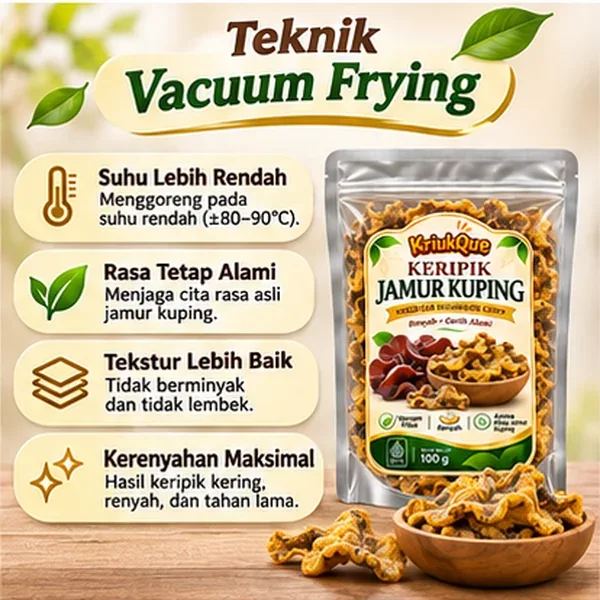 Teknik
Vacuum Frying
Suhu Lebih Rendah
Menggoreng pada
suhu rendah (±80–90°C).
Rasa Tetap Alami
Menjaga cita rasa asli
jamur kuping.
Tekstur Lebih Baik
Tidak berminyak
dan tidak lembek.
Kerenyahan Maksimal
Hasil keripik kering,
renyah, dan tahan lama.
KriukQue
KERIPIK
JAMUR KUPING
100 g